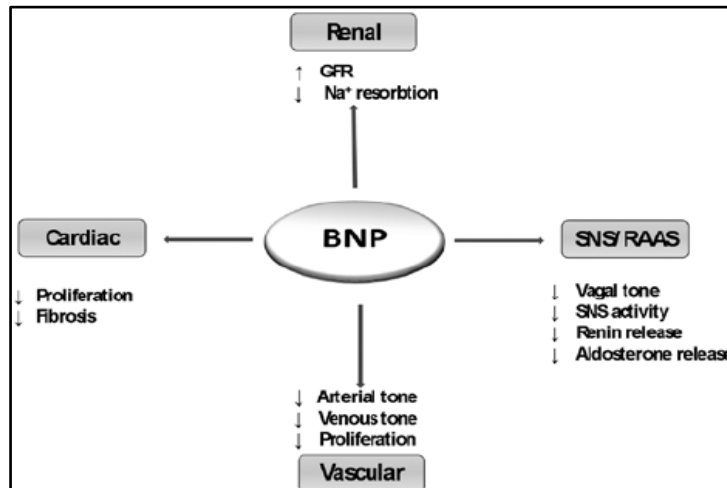 Renal
↑ GFR
↓ Na⁺ resorbtion
Cardiac
↓ Proliferation
↓ Fibrosis
BNP
SNS/ RAAS
↓ Vagal tone
↓ SNS activity
↓ Renin release
↓ Aldosterone release
↓ Arterial tone
↓ Venous tone
↓ Proliferation
Vascular